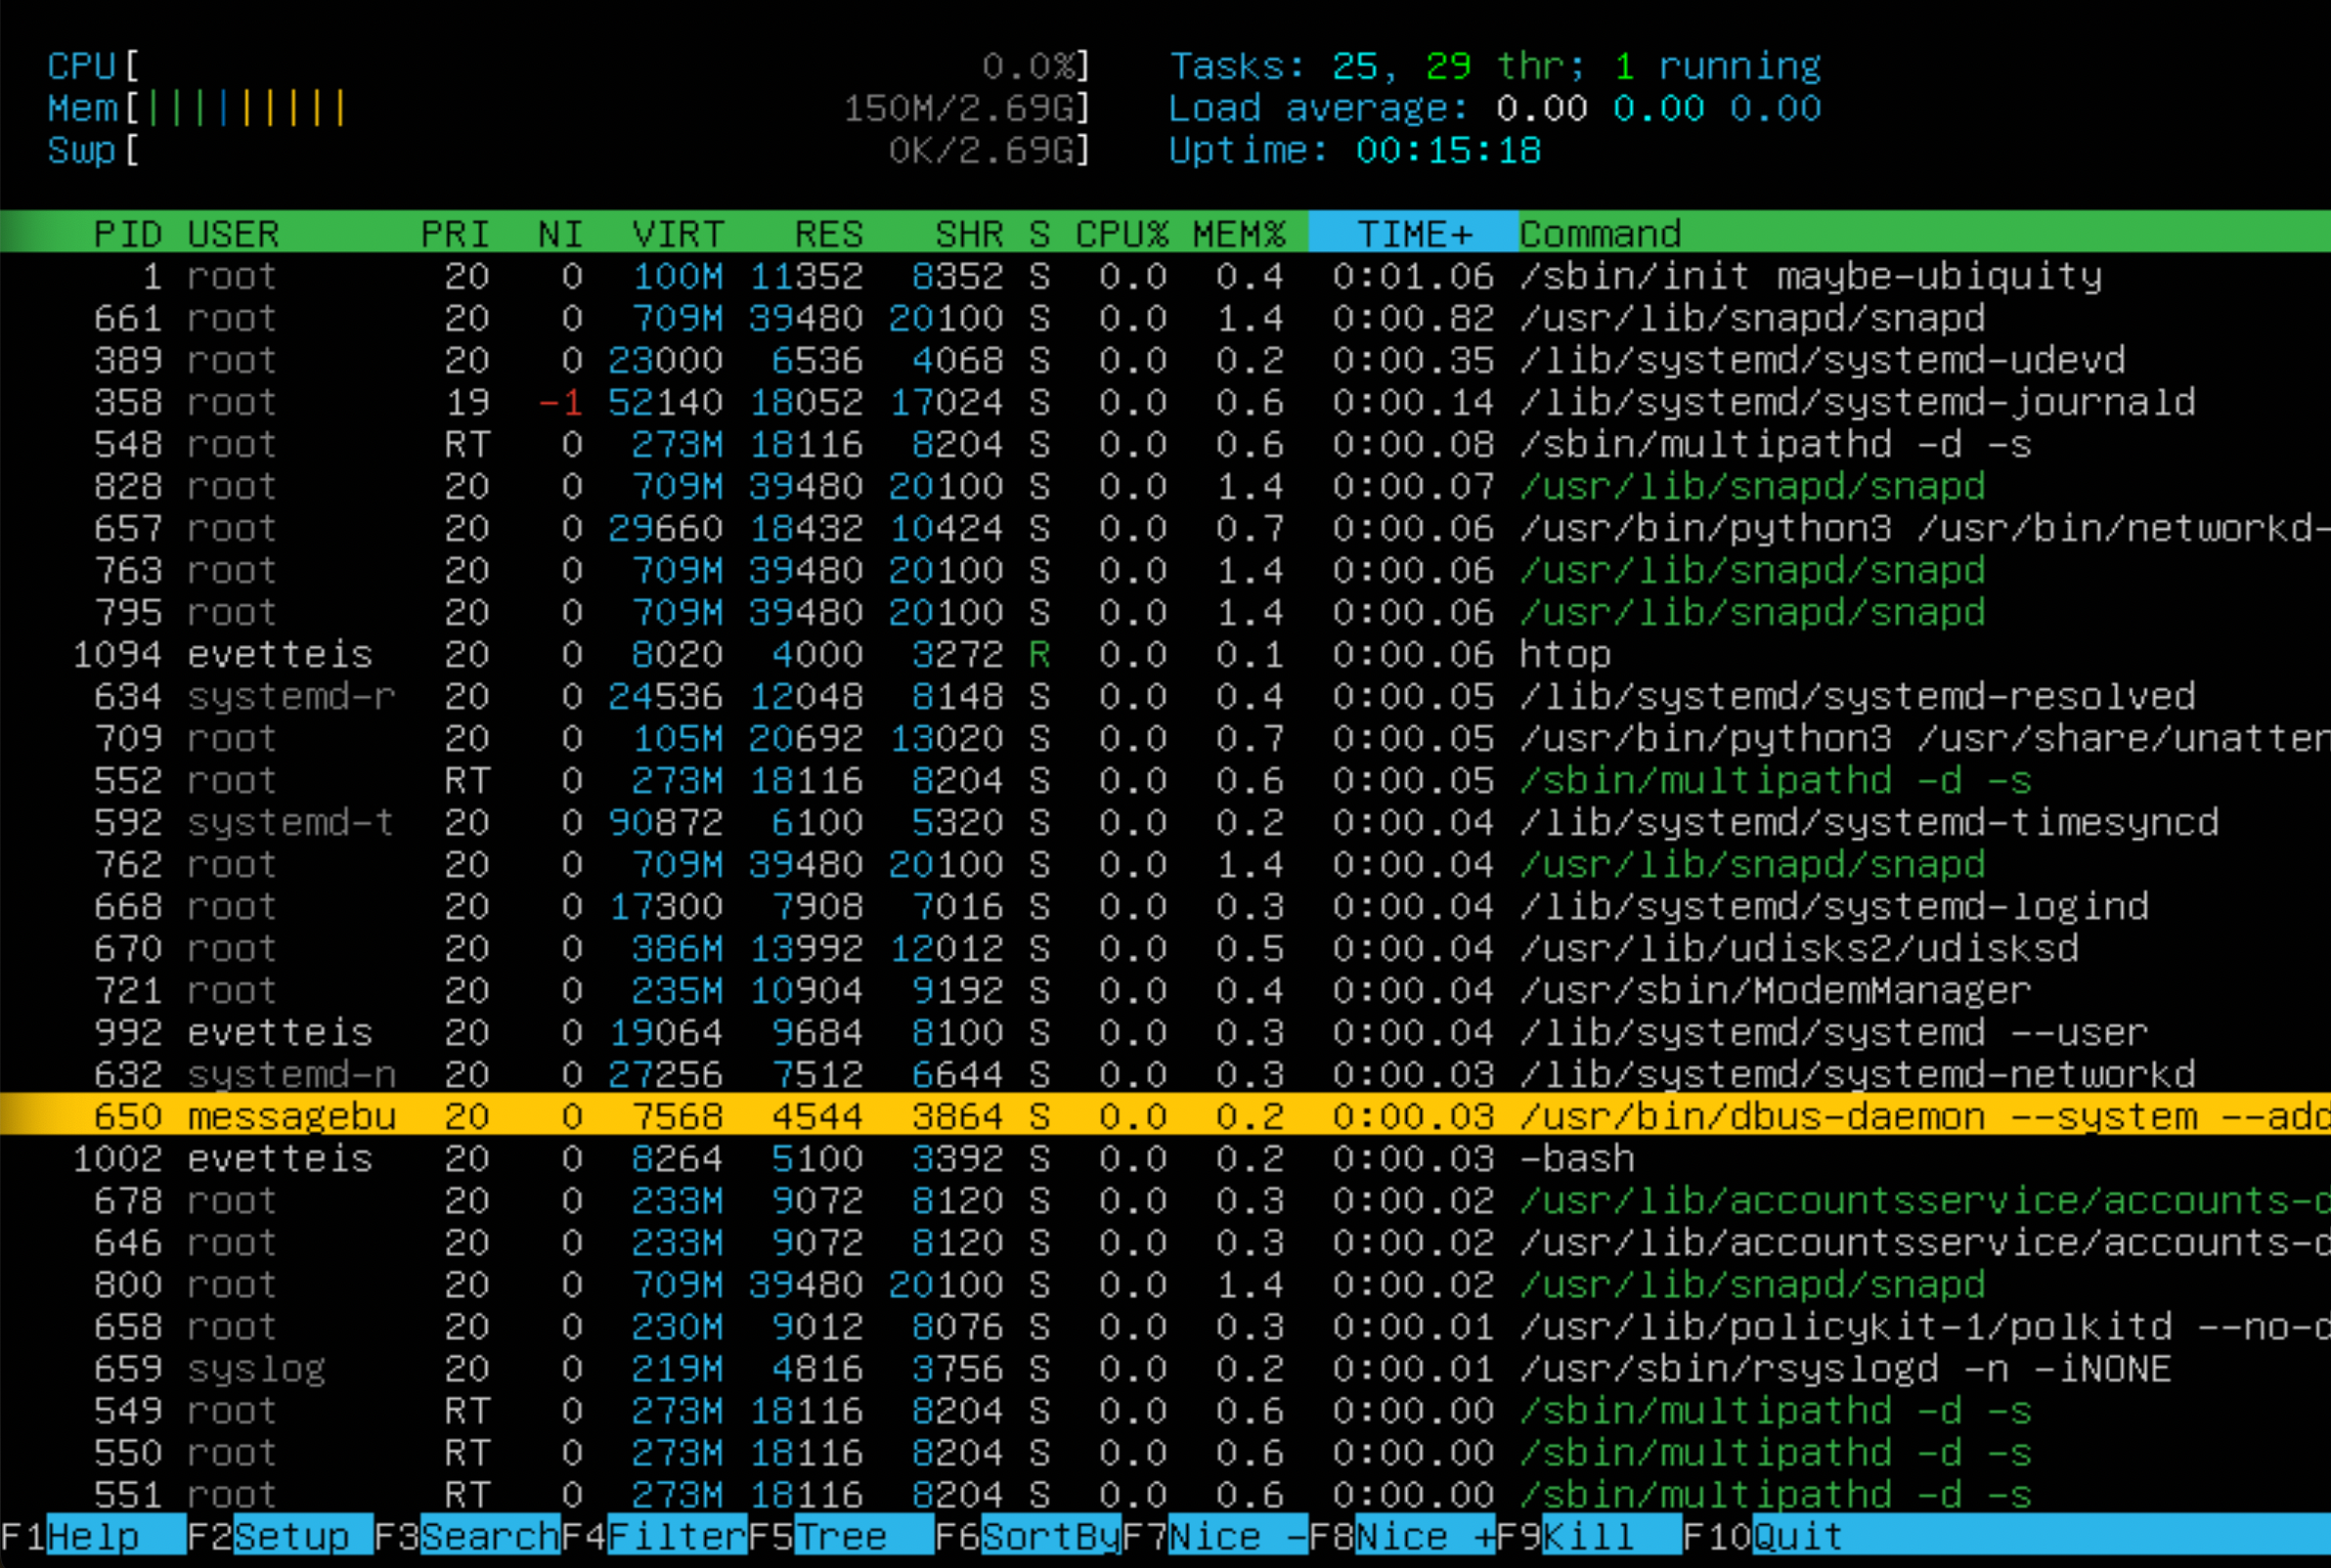 CPU[ 0.0%] Tasks: 25, 29 thr; 1 running
Mem[||||||||| 150M/2.69G] Load average: 0.00 0.00 0.00
Swp[ 0K/2.69G] Uptime: 00:15:18
PID USER PRI NI VIRT RES SHR S CPU% MEM% TIME+ Command
1 root 20 0 100M 11352 8352 S 0.0 0.4 0:01.06 /sbin/init maybe-ubiquity
661 root 20 0 709M 39480 20100 S 0.0 1.4 0:00.82 /usr/lib/snapd/snapd
389 root 20 0 23000 6536 4068 S 0.0 0.2 0:00.35 /lib/systemd/systemd-udevd
358 root 19 -1 52140 18052 17024 S 0.0 0.6 0:00.14 /lib/systemd/systemd-journald
548 root RT 0 273M 18116 8204 S 0.0 0.6 0:00.08 /sbin/multipathd -d -s
828 root 20 0 709M 39480 20100 S 0.0 1.4 0:00.07 /usr/lib/snapd/snapd
657 root 20 0 29660 18432 10424 S 0.0 0.7 0:00.06 /usr/bin/python3 /usr/bin/networkd-
763 root 20 0 709M 39480 20100 S 0.0 1.4 0:00.06 /usr/lib/snapd/snapd
795 root 20 0 709M 39480 20100 S 0.0 1.4 0:00.06 /usr/lib/snapd/snapd
1094 evetteis 20 0 8020 4000 3272 R 0.0 0.1 0:00.06 htop
634 systemd-r 20 0 24536 12048 8148 S 0.0 0.4 0:00.05 /lib/systemd/systemd-resolved
709 root 20 0 105M 20692 13020 S 0.0 0.7 0:00.05 /usr/bin/python3 /usr/share/unatten
552 root RT 0 273M 18116 8204 S 0.0 0.6 0:00.05 /sbin/multipathd -d -s
592 systemd-t 20 0 90872 6100 5320 S 0.0 0.2 0:00.04 /lib/systemd/systemd-timesyncd
762 root 20 0 709M 39480 20100 S 0.0 1.4 0:00.04 /usr/lib/snapd/snapd
668 root 20 0 17300 7908 7016 S 0.0 0.3 0:00.04 /lib/systemd/systemd-logind
670 root 20 0 386M 13992 12012 S 0.0 0.5 0:00.04 /usr/lib/udisks2/udisksd
721 root 20 0 235M 10904 9192 S 0.0 0.4 0:00.04 /usr/sbin/ModemManager
992 evetteis 20 0 19064 9684 8100 S 0.0 0.3 0:00.04 /lib/systemd/systemd --user
632 systemd-n 20 0 27256 7512 6644 S 0.0 0.3 0:00.03 /lib/systemd/systemd-networkd
650 messagebu 20 0 7568 4544 3864 S 0.0 0.2 0:00.03 /usr/bin/dbus-daemon --system --add
1002 evetteis 20 0 8264 5100 3392 S 0.0 0.2 0:00.03 -bash
678 root 20 0 233M 9072 8120 S 0.0 0.3 0:00.02 /usr/lib/accountsservice/accounts-d
646 root 20 0 233M 9072 8120 S 0.0 0.3 0:00.02 /usr/lib/accountsservice/accounts-d
800 root 20 0 709M 39480 20100 S 0.0 1.4 0:00.02 /usr/lib/snapd/snapd
658 root 20 0 230M 9012 8076 S 0.0 0.3 0:00.01 /usr/lib/policykit-1/polkitd --no-d
659 syslog 20 0 219M 4816 3756 S 0.0 0.2 0:00.01 /usr/sbin/rsyslogd -n -iNONE
549 root RT 0 273M 18116 8204 S 0.0 0.6 0:00.00 /sbin/multipathd -d -s
550 root RT 0 273M 18116 8204 S 0.0 0.6 0:00.00 /sbin/multipathd -d -s
551 root RT 0 273M 18116 8204 S 0.0 0.6 0:00.00 /sbin/multipathd -d -s
F1Help F2Setup F3SearchF4FilterF5Tree F6SortByF7Nice -F8Nice +F9Kill F10Quit